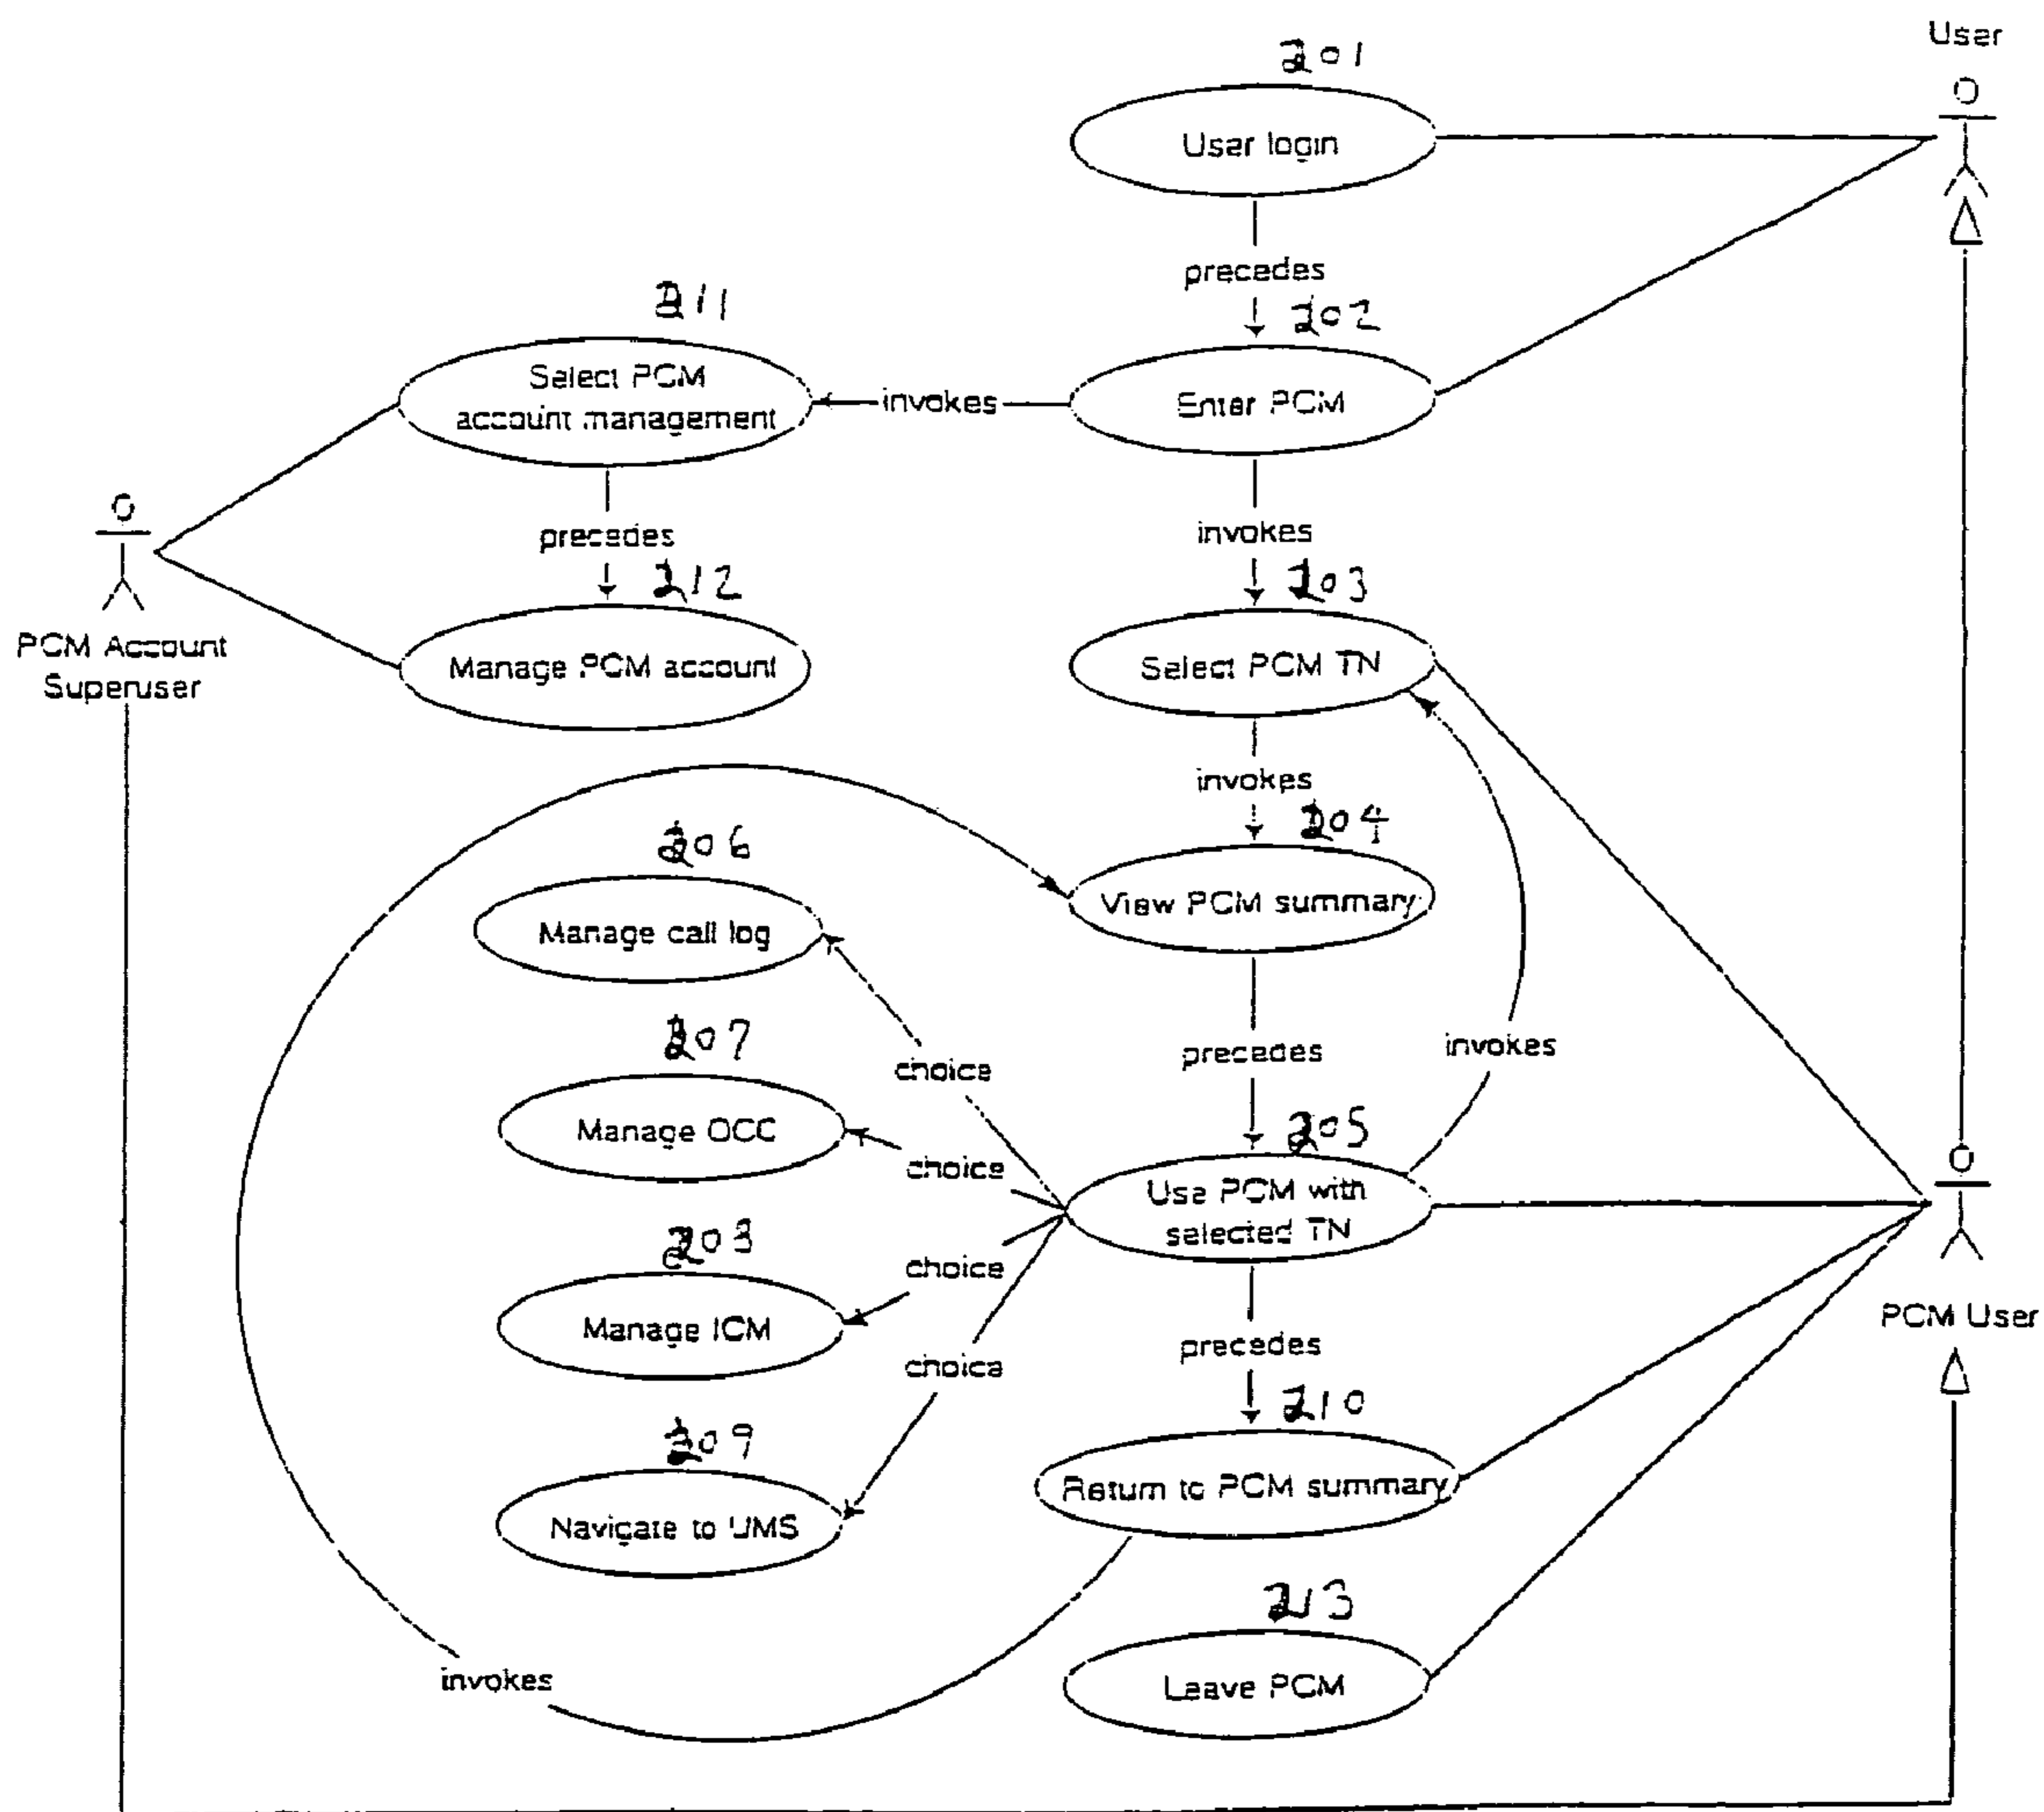 User
201
User login
precedes
202
Enter PCM
invokes
211
Select PCM
account management
precedes
212
Manage PCM account
PCM Account
Superuser
invokes
203
Select PCM TN
invokes
204
View PCM summary
206
Manage call log
207
Manage OCC
208
Manage ICM
209
Navigate to UMS
choice
choice
choice
choice
precedes
invokes
205
Use PCM with
selected TN
PCM User
precedes
210
Return to PCM summary
213
Leave PCM
invokes